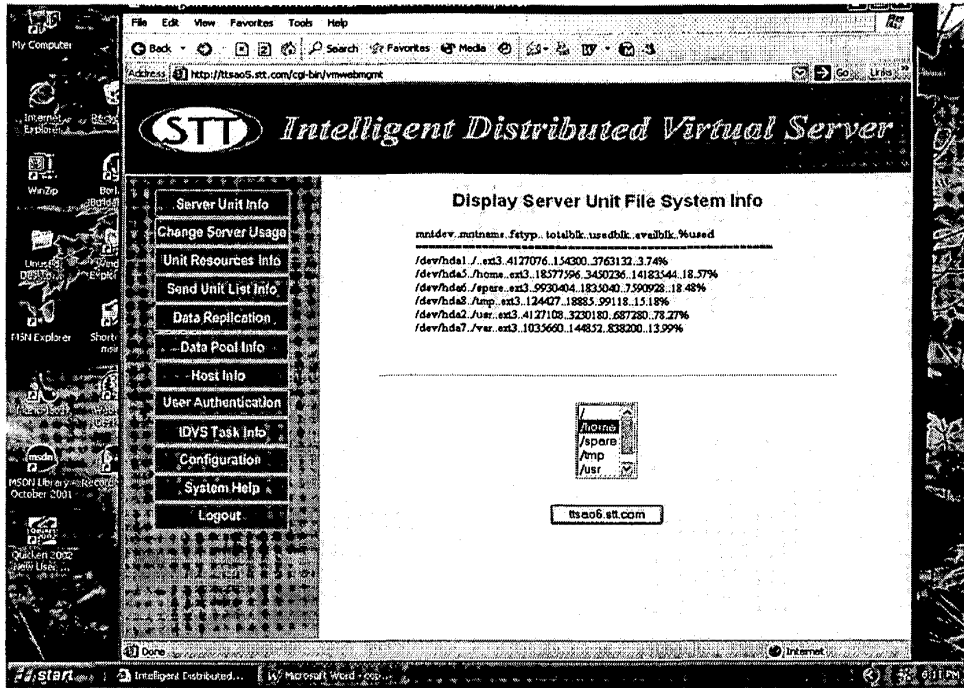 File Edit View Favorites Tools Help
My Computer
Back Search Favorites Media
Address http://ttsao5.stt.com/cgi-bin/vmwebmgmt Go Links
Internet Explorer
STT Intelligent Distributed Virtual Server
WinZip
Server Unit Info
Change Server Usage
Unit Resources Info
Send Unit List Info
Data Replication
Data Pool Info
Host Info
User Authentication
IDVS Task Info
Configuration
System Help
Logout
Display Server Unit File System Info
mntdev..mntname..fstyp.. totalblk..usedblk..availblk..%used
/dev/hda1../..ext3..4127076..154300..3763132..3.74%
/dev/hda5../home..ext3..18577596..3450236..14183544..18.57%
/dev/hda6../spare..ext3..9930404..1835040..7590928..18.48%
/dev/hda3../tmp..ext3..124427..18885..99118..15.18%
/dev/hda2../usr..ext3..4127108..3230180..687280..78.27%
/dev/hda7../var..ext3..1035660..144852..838200..13.99%
/
/home
/spare
/tmp
/usr
ttsao6.stt.com
MSN Explorer
msdn
MSDN Library -
October 2001
Quicken 2002
New User ...
Done Internet
start Intelligent Distributed... Microsoft Word - 6:11 PM